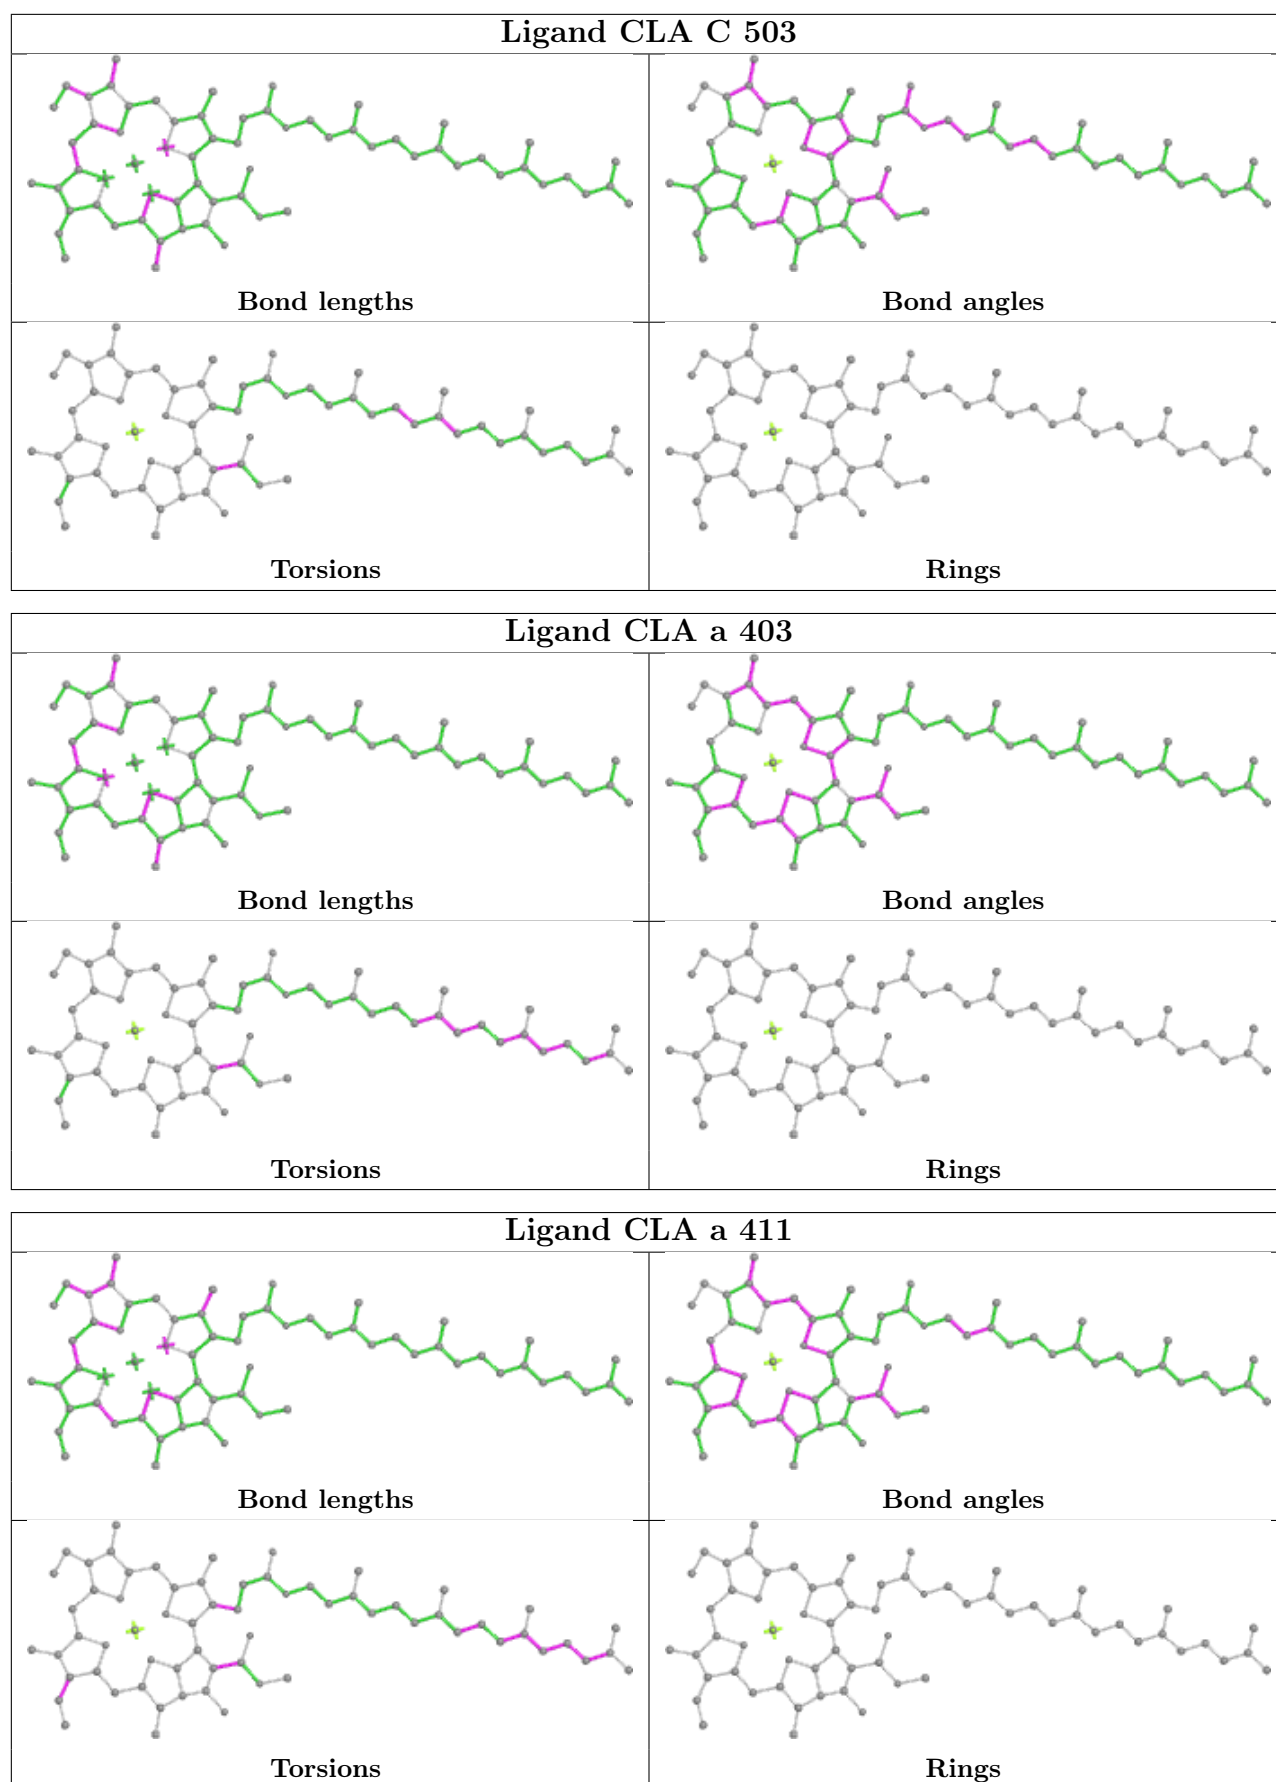 Ligand CLA C 503
Bond lengths
Bond angles
Torsions
Rings
Ligand CLA a 403
Bond lengths
Bond angles
Torsions
Rings
Ligand CLA a 411
Bond lengths
Bond angles
Torsions
Rings